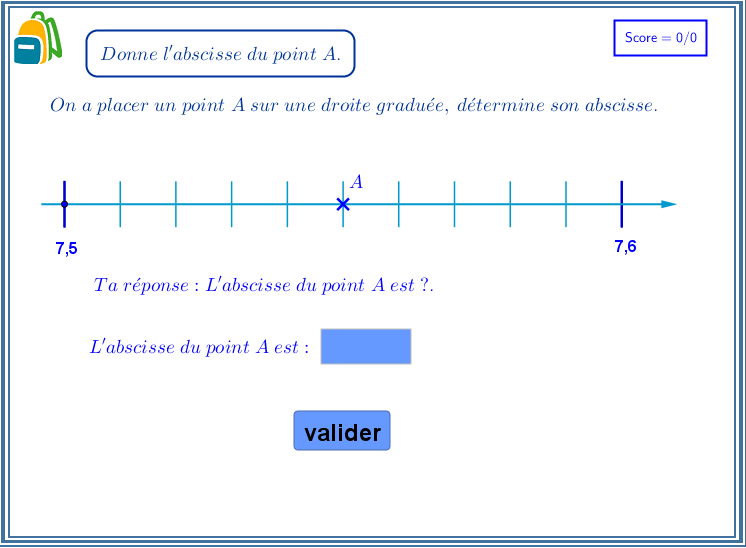 Donne l'abscisse du point A.
Score = 0/0
On a placer un point A sur une droite graduée, détermine son abscisse.
A
7,5
7,6
Ta réponse : L'abscisse du point A est ?.
L'abscisse du point A est :
valider